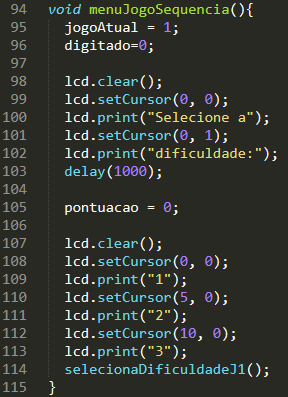 94 void menuJogoSequencia(){
95 jogoAtual = 1;
96 digitado=0;
97
98 lcd.clear();
99 lcd.setCursor(0, 0);
100 lcd.print("Selecione a");
101 lcd.setCursor(0, 1);
102 lcd.print("dificuldade:");
103 delay(1000);
104
105 pontuacao = 0;
106
107 lcd.clear();
108 lcd.setCursor(0, 0);
109 lcd.print("1");
110 lcd.setCursor(5, 0);
111 lcd.print("2");
112 lcd.setCursor(10, 0);
113 lcd.print("3");
114 selecionaDificuldadeJ1();
115 }